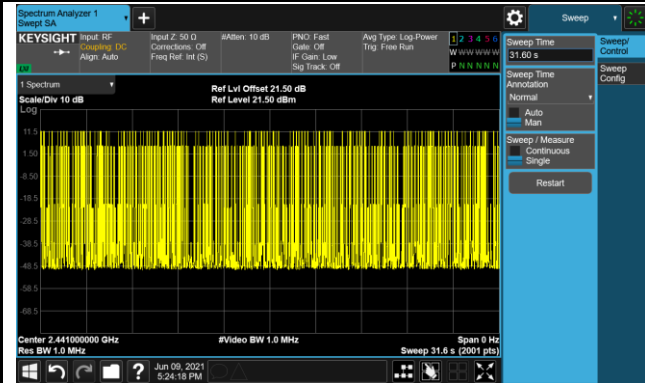 Spectrum Analyzer 1
Swept SA
Sweep
KEYSIGHT
Input: RF
Coupling: DC
Align: Auto
Input Z: 50 Ω
Corrections: Off
Freq Ref: Int (S)
#Atten: 10 dB
PNO: Fast
Gate: Off
IF Gain: Low
Sig Track: Off
Avg Type: Log-Power
Trig: Free Run
1 2 3 4 5 6
W W W W W W
P N N N N N
1 Spectrum
Scale/Div 10 dB
Ref Lvl Offset 21.50 dB
Ref Level 21.50 dBm
Log
11.5
1.50
-8.50
-18.5
-28.5
-38.5
-48.5
-58.5
-68.5
Center 2.441000000 GHz
Res BW 1.0 MHz
#Video BW 1.0 MHz
Span 0 Hz
Sweep 31.6 s (2001 pts)
Sweep Time
31.60 s
Sweep Time
Annotation
Normal
Auto
Man
Sweep / Measure
Continuous
Single
Restart
Sweep/
Control
Sweep
Config
?
Jun 09, 2021
5:24:18 PM